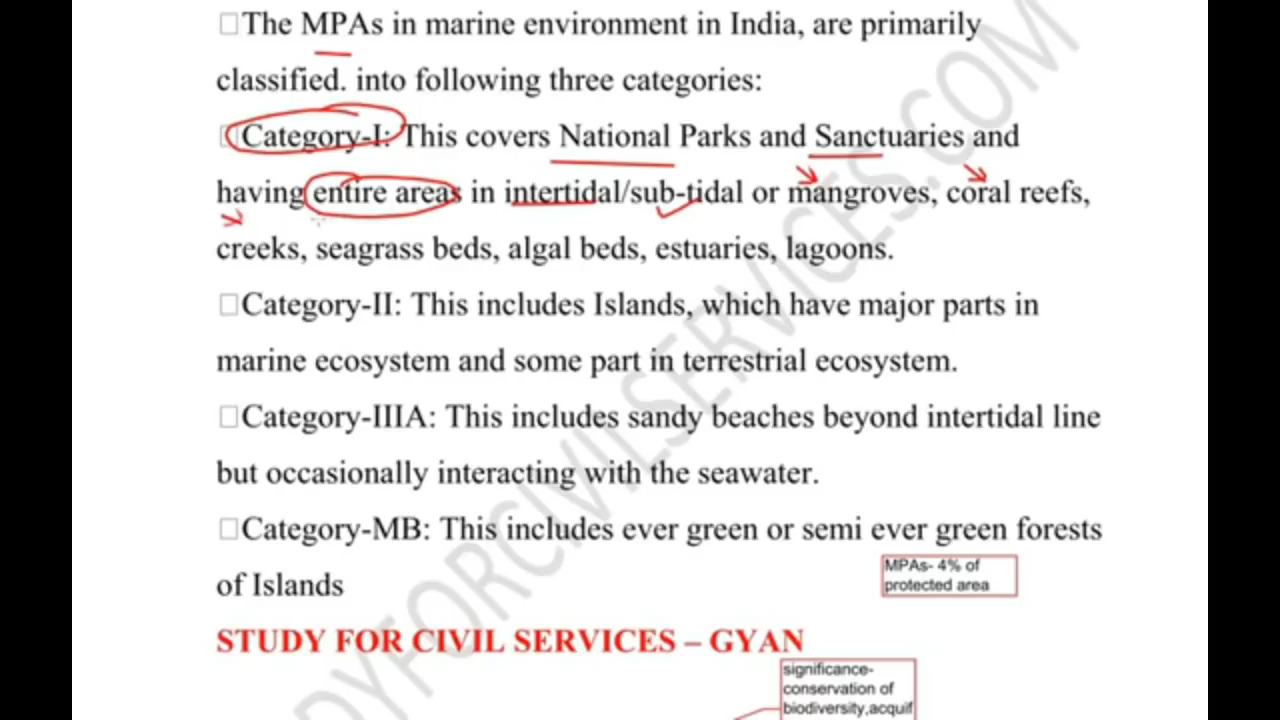 The MPAs in marine environment in India, are primarily
classified. into following three categories:
Category-I: This covers National Parks and Sanctuaries and
having entire areas in intertidal/sub-tidal or mangroves, coral reefs,
creeks, seagrass beds, algal beds, estuaries, lagoons.
Category-II: This includes Islands, which have major parts in
marine ecosystem and some part in terrestrial ecosystem.
Category-IIIA: This includes sandy beaches beyond intertidal line
but occasionally interacting with the seawater.
Category-MB: This includes ever green or semi ever green forests
of Islands
MPAs- 4% of
protected area
STUDY FOR CIVIL SERVICES – GYAN
significance-
conservation of
biodiversity,acquif
DYFORCIVILSERVICES.COM